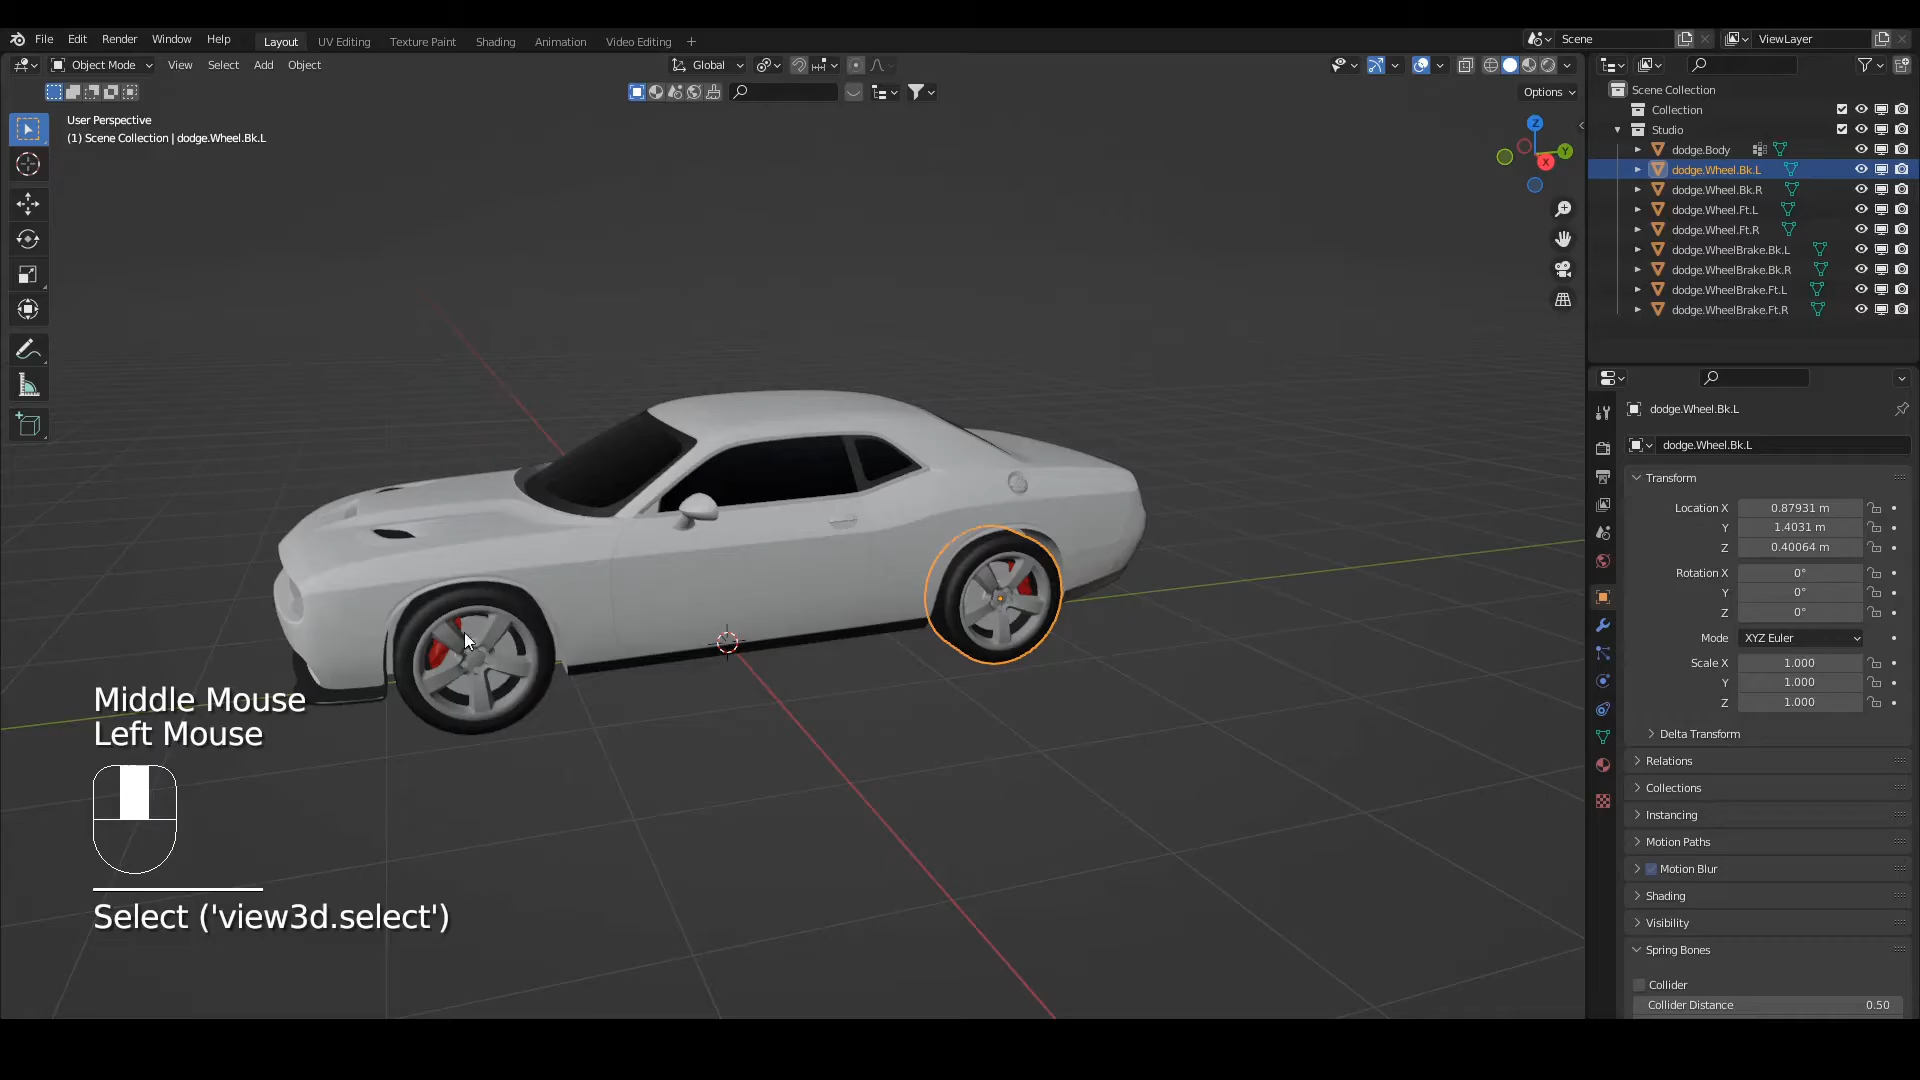 File Edit Render Window Help Layout UV Editing Texture Paint Shading Animation Video Editing + Scene ViewLayer
Object Mode View Select Add Object Global
Options
User Perspective
(1) Scene Collection | dodge.Wheel.Bk.L
Z
Y
X
Scene Collection
Collection
Studio
dodge.Body
dodge.Wheel.Bk.L
dodge.Wheel.Bk.R
dodge.Wheel.Ft.L
dodge.Wheel.Ft.R
dodge.WheelBrake.Bk.L
dodge.WheelBrake.Bk.R
dodge.WheelBrake.Ft.L
dodge.WheelBrake.Ft.R
dodge.Wheel.Bk.L
dodge.Wheel.Bk.L
Transform
Location X 0.87931 m
Y 1.4031 m
Z 0.40064 m
Rotation X 0°
Y 0°
Z 0°
Mode XYZ Euler
Scale X 1.000
Y 1.000
Z 1.000
Delta Transform
Relations
Collections
Instancing
Motion Paths
Motion Blur
Shading
Visibility
Spring Bones
Collider
Collider Distance 0.50
Middle Mouse
Left Mouse
Select ('view3d.select')